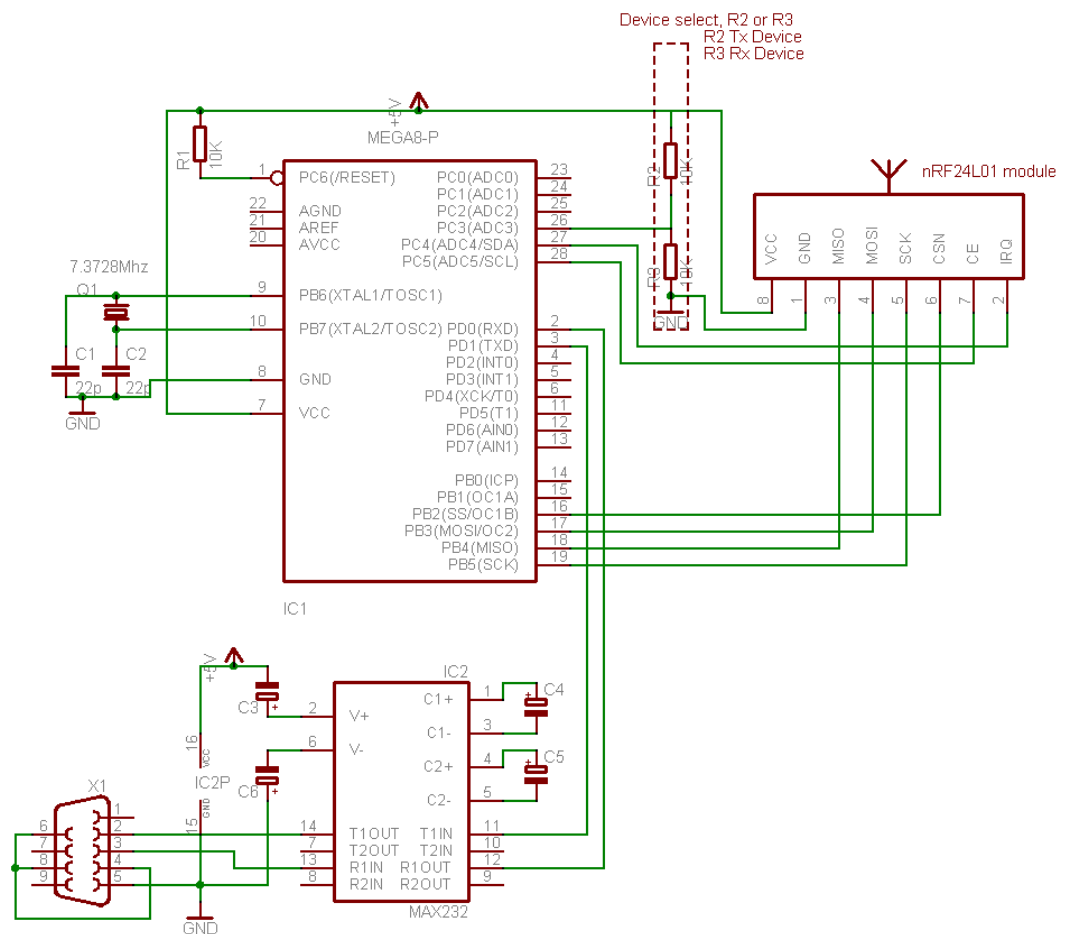 Device select, R2 or R3
R2 Tx Device
R3 Rx Device
+5V
MEGA8-P
R1
10K
1 PC6(/RESET)
22 AGND
21 AREF
20 AVCC
9 PB6(XTAL1/TOSC1)
10 PB7(XTAL2/TOSC2)
8 GND
7 VCC
PC0(ADC0) 23
PC1(ADC1) 24
PC2(ADC2) 25
PC3(ADC3) 26
PC4(ADC4/SDA) 27
PC5(ADC5/SCL) 28
PD0(RXD) 2
PD1(TXD) 3
PD2(INT0) 4
PD3(INT1) 5
PD4(XCK/T0) 6
PD5(T1) 11
PD6(AIN0) 12
PD7(AIN1) 13
PB0(ICP) 14
PB1(OC1A) 15
PB2(SS/OC1B) 16
PB3(MOSI/OC2) 17
PB4(MISO) 18
PB5(SCK) 19
IC1
7.3728Mhz
Q1
C1
22p
C2
22p
GND
R2
10K
R3
10K
GND
nRF24L01 module
VCC
GND
MISO
MOSI
SCK
CSN
CE
IRQ
8
1
3
4
5
6
7
2
+5V
C3
C6
16
VCC
IC2P
GND
15
GND
X1
1
6
2
7
3
8
4
9
5
IC2
2 V+
6 V-
14 T1OUT
7 T2OUT
13 R1IN
8 R2IN
C1+ 1
C1- 3
C2+ 4
C2- 5
T1IN 11
T2IN 10
R1OUT 12
R2OUT 9
C4
C5
MAX232